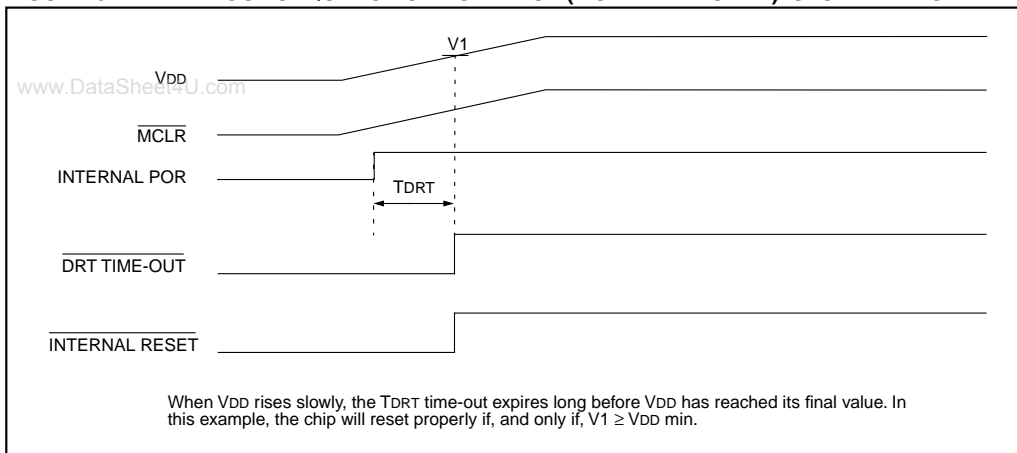 V1
VDD
www.DataSheet4U.com
MCLR
INTERNAL POR
TDRT
DRT TIME-OUT
INTERNAL RESET
When VDD rises slowly, the TDRT time-out expires long before VDD has reached its final value. In
this example, the chip will reset properly if, and only if, V1 ≥ VDD min.